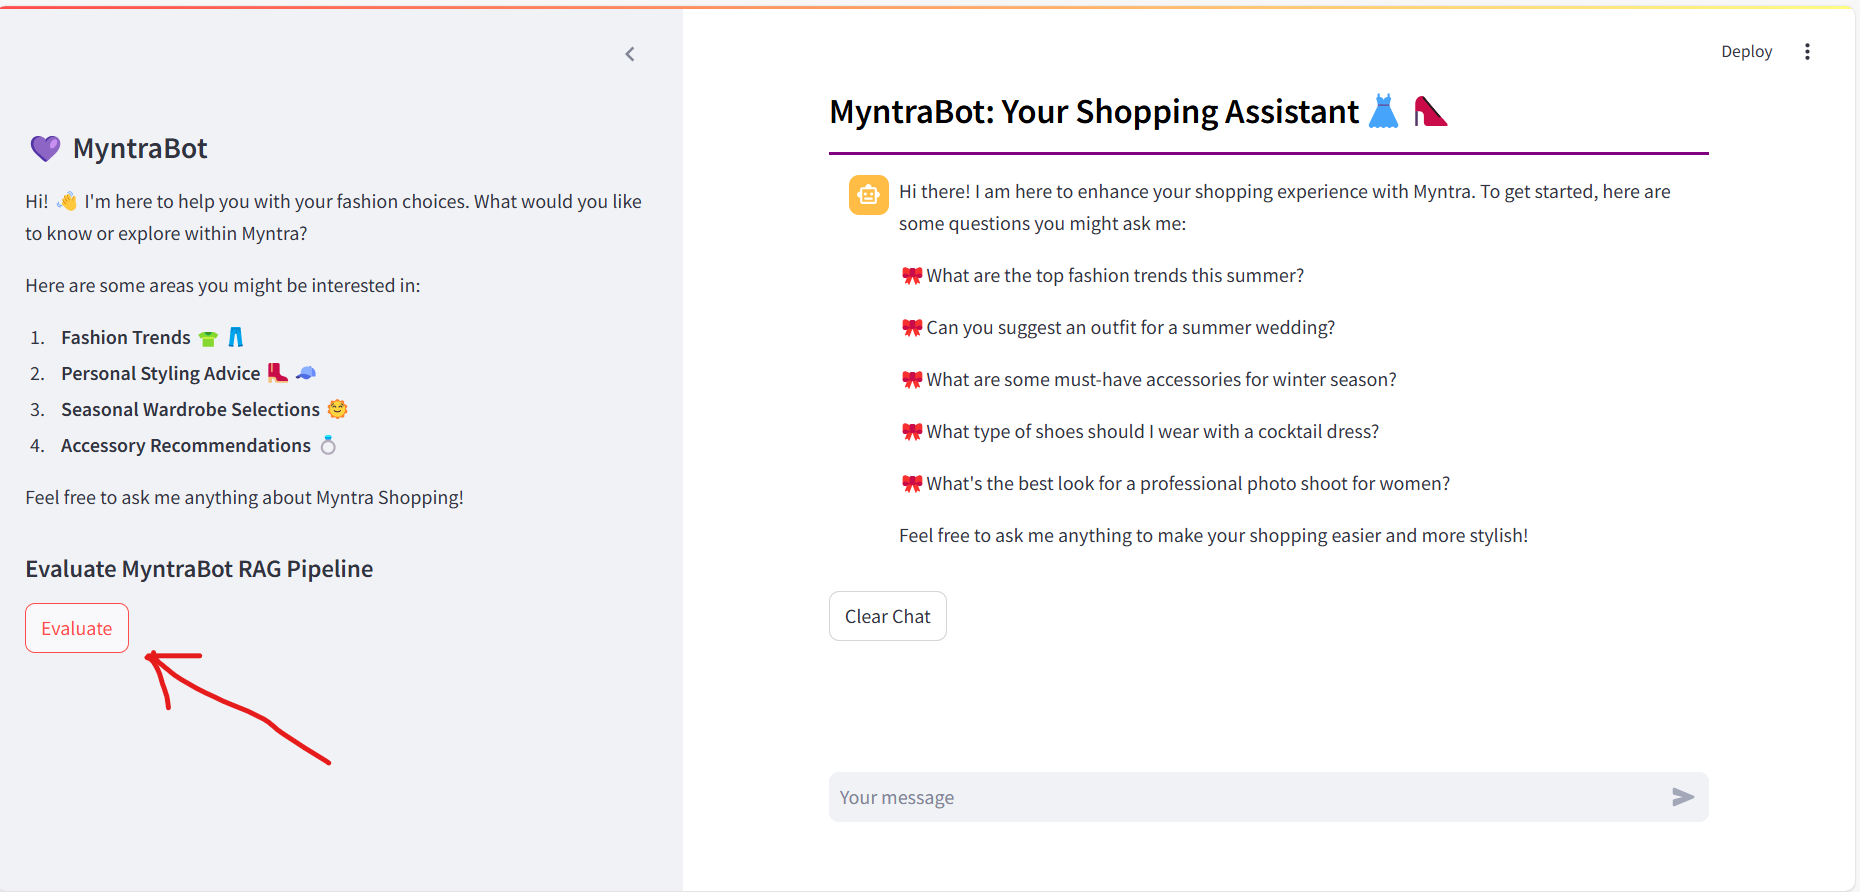 💜 MyntraBot
Hi! 👋 I'm here to help you with your fashion choices. What would you like
to know or explore within Myntra?
Here are some areas you might be interested in:
1. Fashion Trends 👕 👖
2. Personal Styling Advice 👢 🧢
3. Seasonal Wardrobe Selections 🌞
4. Accessory Recommendations 💍
Feel free to ask me anything about Myntra Shopping!
Evaluate MyntraBot RAG Pipeline
Evaluate
Deploy
MyntraBot: Your Shopping Assistant 👗 👠
Hi there! I am here to enhance your shopping experience with Myntra. To get started, here are
some questions you might ask me:
🎀 What are the top fashion trends this summer?
🎀 Can you suggest an outfit for a summer wedding?
🎀 What are some must-have accessories for winter season?
🎀 What type of shoes should I wear with a cocktail dress?
🎀 What's the best look for a professional photo shoot for women?
Feel free to ask me anything to make your shopping easier and more stylish!
Clear Chat
Your message